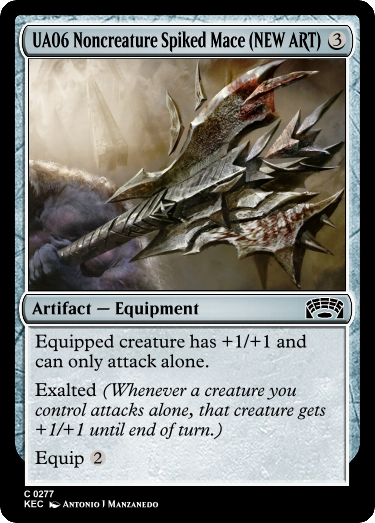 UA06 Noncreature Spiked Mace (NEW ART) 3
Artifact — Equipment
Equipped creature has +1/+1 and
can only attack alone.
Exalted (Whenever a creature you
control attacks alone, that creature gets
+1/+1 until end of turn.)
Equip 2
C 0277
KEC Antonio J Manzanedo